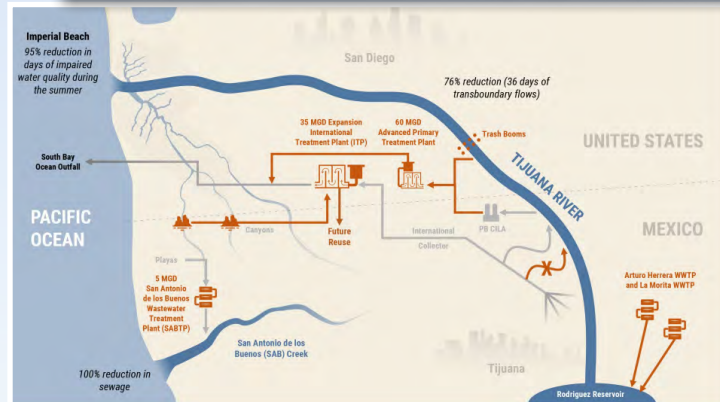 Imperial Beach
95% reduction in
days of impaired
water quality during
the summer
San Diego
76% reduction (36 days of
transboundary flows)
35 MGD Expansion
International
Treatment Plant (ITP)
60 MGD
Advanced Primary
Treatment Plant
Trash Booms
UNITED STATES
South Bay
Ocean Outfall
TIJUANA RIVER
PACIFIC
OCEAN
MEXICO
Canyons
Future
Reuse
International
Collector
PB CILA
Playas
5 MGD
San Antonio
de los Buenos
Wastewater
Treatment
Plant (SABTP)
Arturo Herrera WWTP
and La Morita WWTP
San Antonio de los
Buenos (SAB) Creek
Tijuana
100% reduction in
sewage
Rodriguez Reservoir